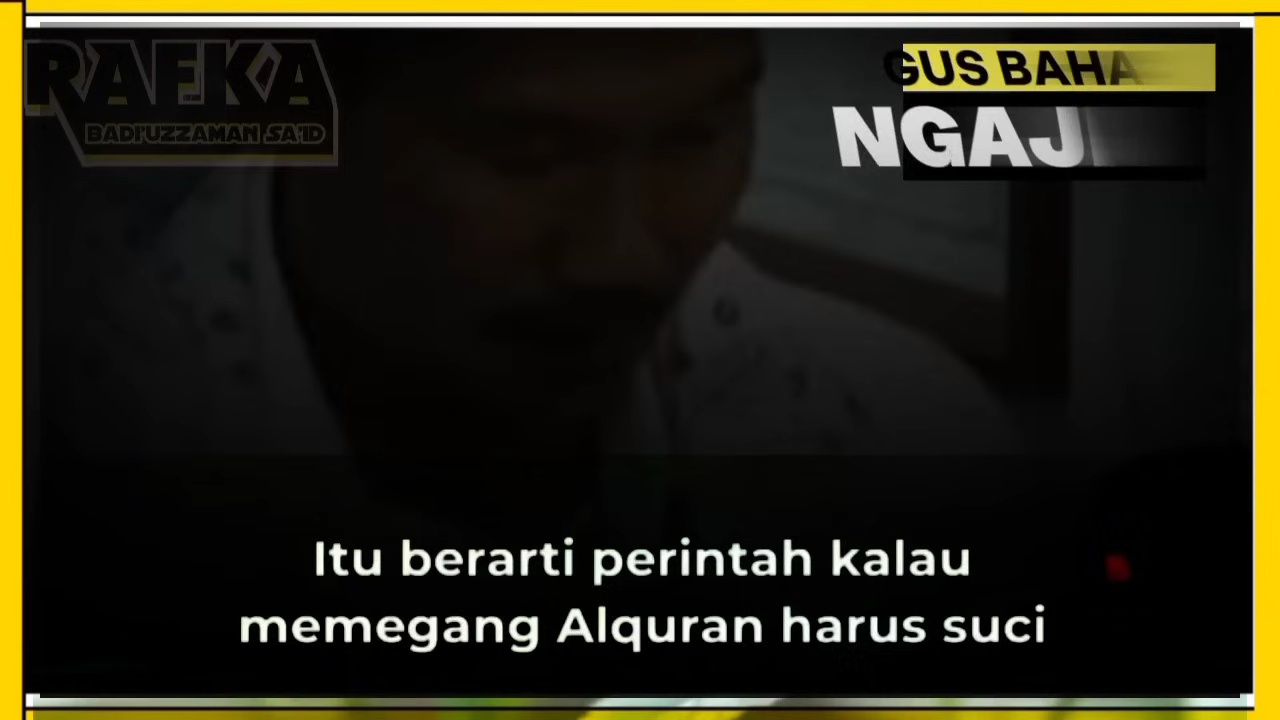 RAFKA
BADI'UZZAMAN SA'ID
GUS BAHA
NGAJ
Itu berarti perintah kalau
memegang Alquran harus suci